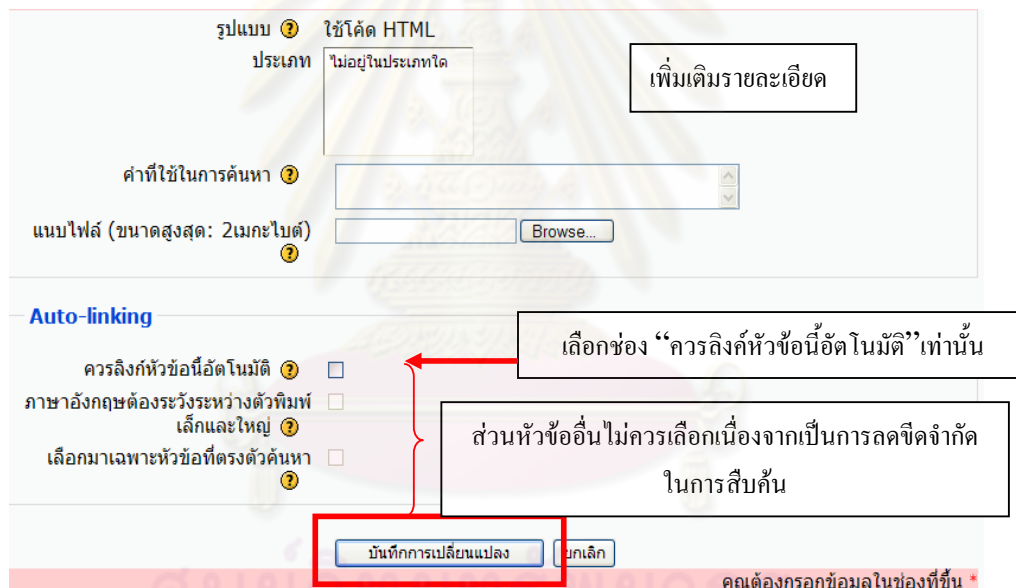 รูปแบบ ใช้โค้ด HTML
ประเภท ไม่อยู่ในประเภทใด
เพิ่มเติมรายละเอียด
คำที่ใช้ในการค้นหา
แนบไฟล์ (ขนาดสูงสุด: 2เมกะไบต์) Browse...
Auto-linking
เลือกช่อง “ควรลิงค์หัวข้อนี้อัตโนมัติ”เท่านั้น
ควรลิงก์หัวข้อนี้อัตโนมัติ
ภาษาอังกฤษต้องระวังระหว่างตัวพิมพ์
เล็กและใหญ่
เลือกมาเฉพาะหัวข้อที่ตรงตัวค้นหา
ส่วนหัวข้ออื่นไม่ควรเลือกเนื่องจากเป็นการลดขีดจำกัด
ในการสืบค้น
บันทึกการเปลี่ยนแปลง ยกเลิก
คุณต้องกรอกข้อมูลในช่องที่ขึ้น *